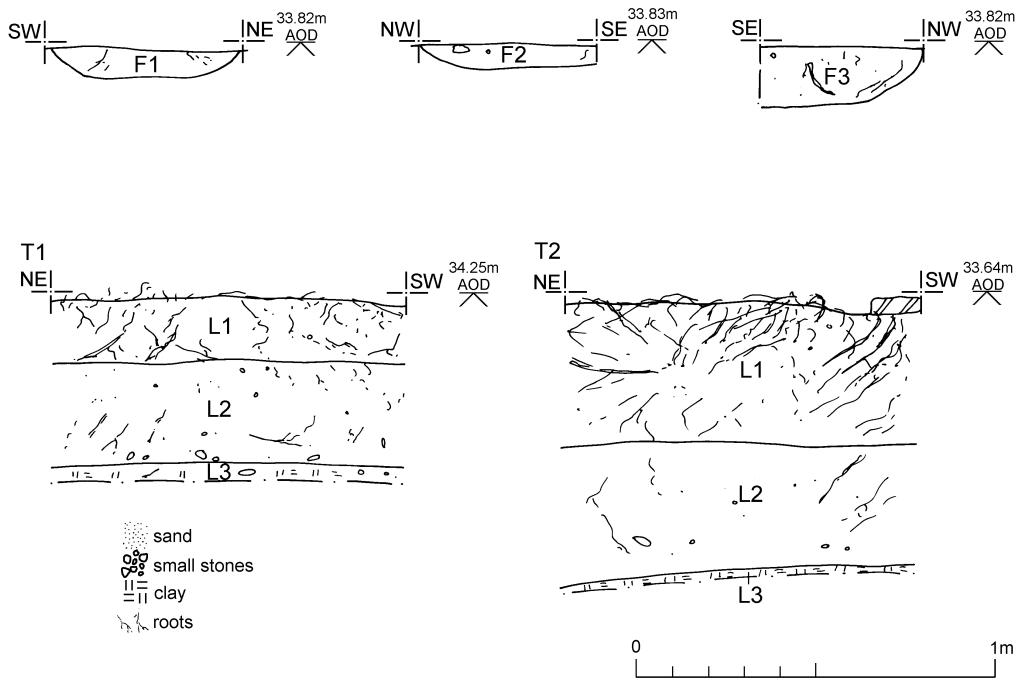 SW NE 33.82m AOD
F1
NW SE 33.83m AOD
F2
SE NW 33.82m AOD
F3
T1
NE SW 34.25m AOD
L1
L2
L3
T2
NE SW 33.64m AOD
L1
L2
L3
sand
small stones
clay
roots
0 1m